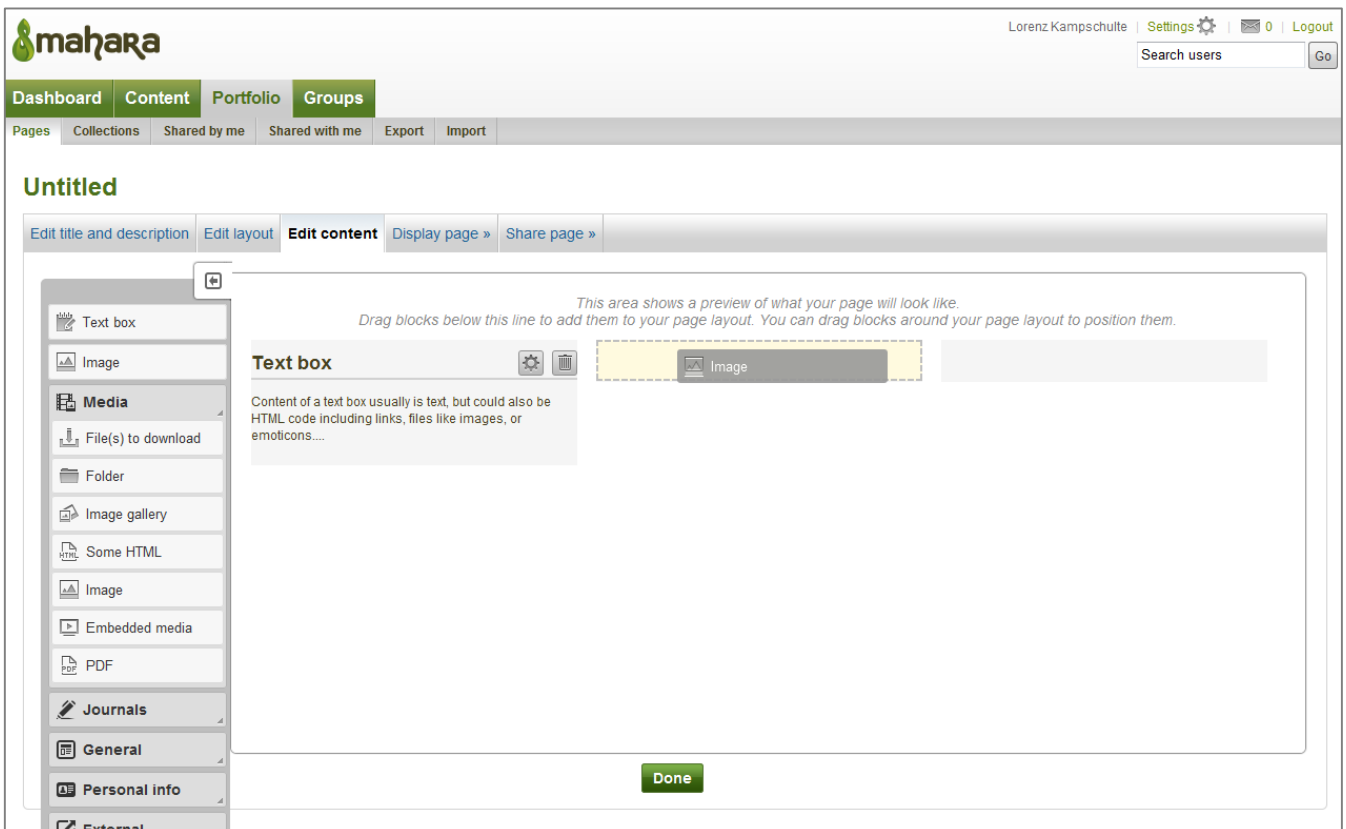 mahara
Lorenz Kampschulte | Settings | 0 | Logout
Search users Go
Dashboard Content Portfolio Groups
Pages Collections Shared by me Shared with me Export Import
Untitled
Edit title and description Edit layout Edit content Display page » Share page »
This area shows a preview of what your page will look like.
Drag blocks below this line to add them to your page layout. You can drag blocks around your page layout to position them.
Text box
Image
Media
File(s) to download
Folder
Image gallery
HTML Some HTML
Image
Embedded media
PDF PDF
Journals
General
Personal info
External
Text box
Content of a text box usually is text, but could also be
HTML code including links, files like images, or
emoticons....
Image
Done